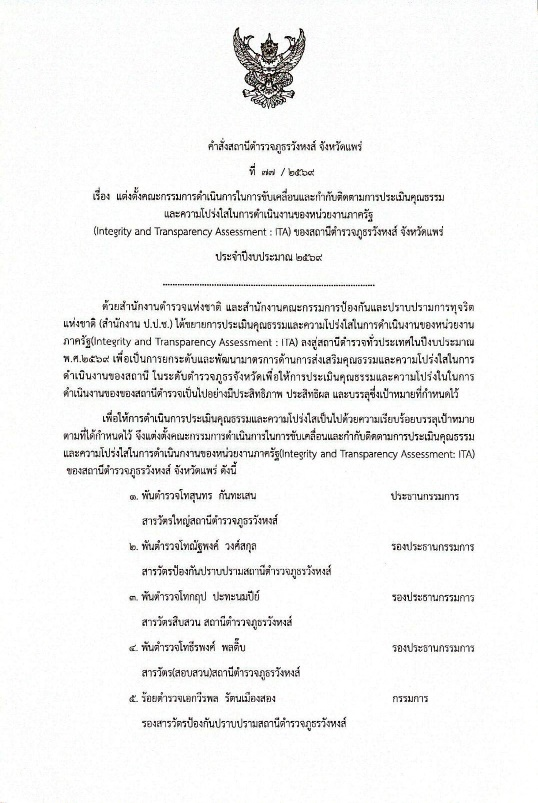 คำสั่งสถานีตำรวจภูธรวังหงส์ จังหวัดแพร่
ที่ ๗๗ / ๒๕๖๙
เรื่อง แต่งตั้งคณะกรรมการดำเนินการในการขับเคลื่อนและกำกับติดตามการประเมินคุณธรรม
และความโปร่งใสในการดำเนินงานของหน่วยงานภาครัฐ
(Integrity and Transparency Assessment : ITA) ของสถานีตำรวจภูธรวังหงส์ จังหวัดแพร่
ประจำปีงบประมาณ ๒๕๖๙
ด้วยสำนักงานตำรวจแห่งชาติ และสำนักงานคณะกรรมการป้องกันและปราบปรามการทุจริต
แห่งชาติ (สำนักงาน ป.ป.ช.) ได้ขยายการประเมินคุณธรรมและความโปร่งใสในการดำเนินงานของหน่วยงาน
ภาครัฐ(Integrity and Transparency Assessment : ITA) ลงสู่สถานีตำรวจทั่วประเทศในปีงบประมาณ
พ.ศ.๒๕๖๙ เพื่อเป็นการยกระดับและพัฒนามาตรการด้านการส่งเสริมคุณธรรมและความโปร่งใสในการ
ดำเนินงานของสถานี ในระดับตำรวจภูธรจังหวัดเพื่อให้การประเมินคุณธรรมและความโปร่งใในการ
ดำเนินงานของของสถานีตำรวจเป็นไปอย่างมีประสิทธิภาพ ประสิทธิผล และบรรลุซึ่งเป้าหมายที่กำหนดไว้
เพื่อให้การดำเนินการประเมินคุณธรรมและความโปร่งใสเป็นไปด้วยความเรียบร้อยบรรลุเป้าหมาย
ตามที่ได้กำหนดไว้ จึงแต่งตั้งคณะกรรมการดำเนินการในการขับเคลื่อนและกำกับติดตามการประเมินคุณธรรม
และความโปร่งใสในการดำเนินงานของหน่วยงานภาครัฐ(Integrity and Transparency Assessment: ITA)
ของสถานีตำรวจภูธรวังหงส์ จังหวัดแพร่ ดังนี้
๑. พันตำรวจโทสุนทร กันทะเสน ประธานกรรมการ
สารวัตรใหญ่สถานีตำรวจภูธรวังหงส์
๒. พันตำรวจโทณัฐพงศ์ วงศ์สกุล รองประธานกรรมการ
สารวัตรป้องกันปราบปรามสถานีตำรวจภูธรวังหงส์
๓. พันตำรวจโทกฤป ปะทะนมปีย์ รองประธานกรรมการ
สารวัตรสืบสวน สถานีตำรวจภูธรวังหงส์
๔. พันตำรวจโทธีรพงศ์ พลตื๊บ รองประธานกรรมการ
สารวัตร(สอบสวน)สถานีตำรวจภูธรวังหงส์
๕. ร้อยตำรวจเอกวีรพล รัตนเมืองสอง กรรมการ
รองสารวัตรป้องกันปราบปรามสถานีตำรวจภูธรวังหงส์